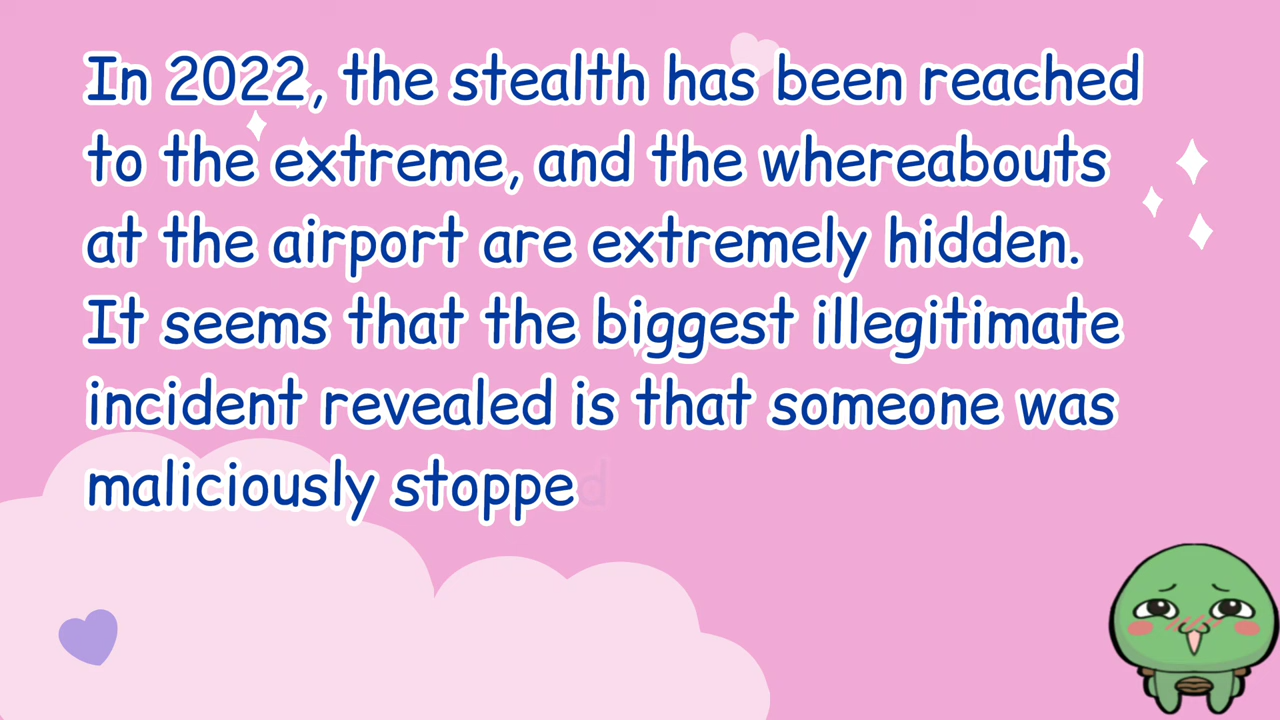 In 2022, the stealth has been reached
to the extreme, and the whereabouts
at the airport are extremely hidden.
It seems that the biggest illegitimate
incident revealed is that someone was
maliciously stopped